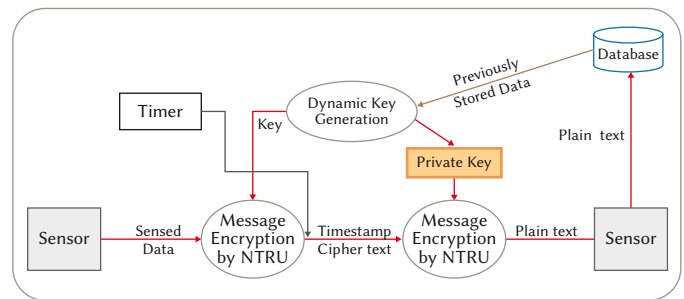 Database
Previously
Stored Data
Dynamic Key
Generation
Timer
Key
Plain text
Private Key
Sensor
Sensed
Data
Message
Encryption
by NTRU
Timestamp
Cipher text
Message
Encryption
by NTRU
Plain text
Sensor